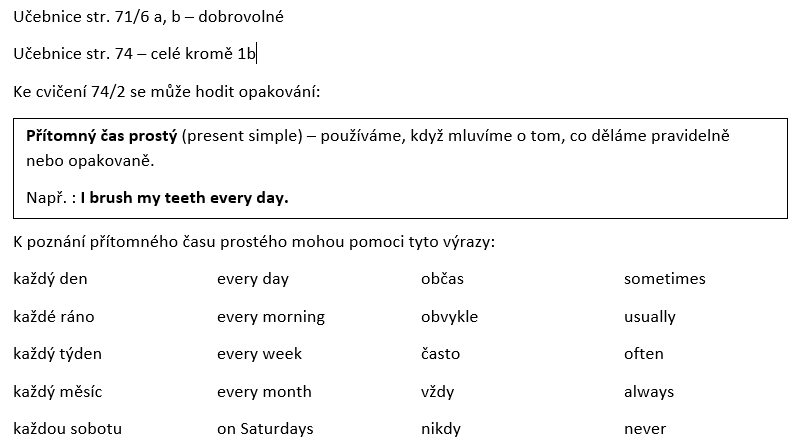 Učebnice str. 71/6 a, b – dobrovolné
Učebnice str. 74 – celé kromě 1b
Ke cvičení 74/2 se může hodit opakování:
Přítomný čas prostý (present simple) – používáme, když mluvíme o tom, co děláme pravidelně
nebo opakovaně.
Např. : I brush my teeth every day.
K poznání přítomného času prostého mohou pomoci tyto výrazy:
každý den every day občas sometimes
každé ráno every morning obvykle usually
každý týden every week často often
každý měsíc every month vždy always
každou sobotu on Saturdays nikdy never